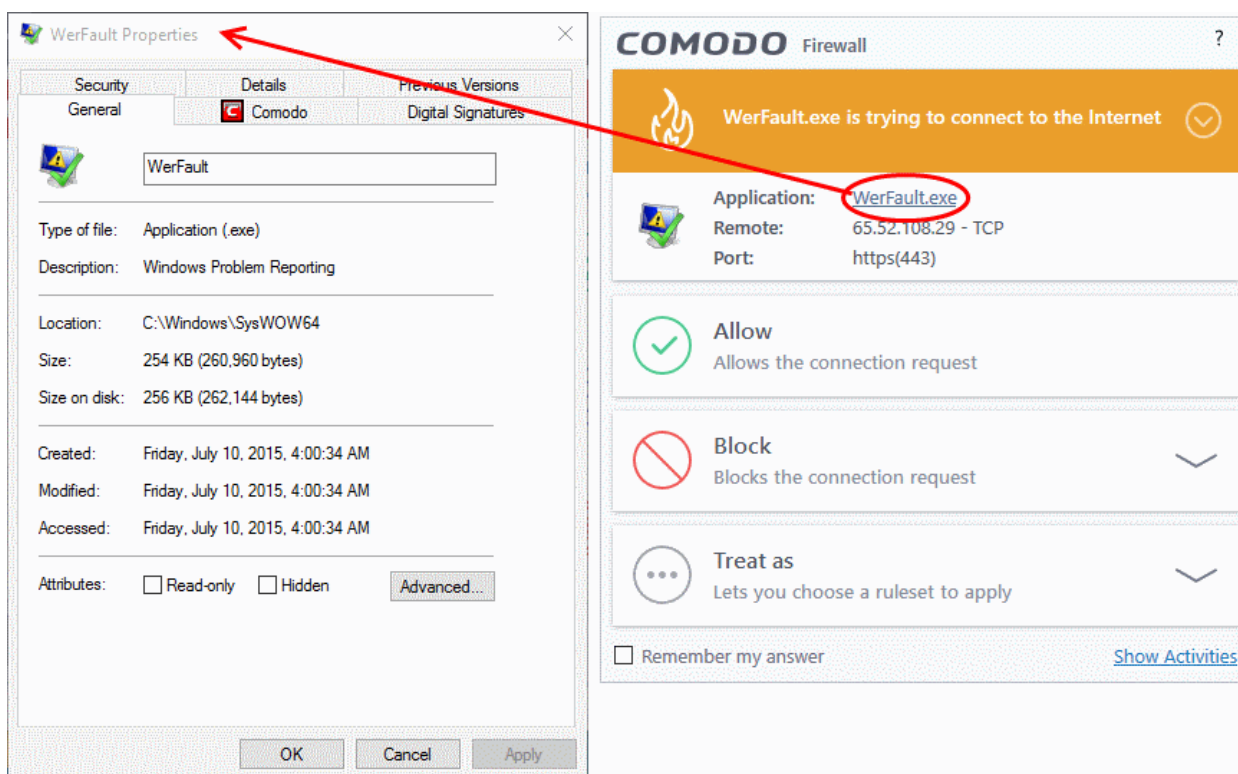 WerFault Properties
Security Details Previous Versions
General Comodo Digital Signatures
WerFault
Type of file: Application (.exe)
Description: Windows Problem Reporting
Location: C:\Windows\SysWOW64
Size: 254 KB (260,960 bytes)
Size on disk: 256 KB (262,144 bytes)
Created: Friday, July 10, 2015, 4:00:34 AM
Modified: Friday, July 10, 2015, 4:00:34 AM
Accessed: Friday, July 10, 2015, 4:00:34 AM
Attributes: Read-only Hidden Advanced...
OK Cancel Apply
COMODO Firewall ?
WerFault.exe is trying to connect to the Internet
Application: WerFault.exe
Remote: 65.52.108.29 - TCP
Port: https(443)
Allow
Allows the connection request
Block
Blocks the connection request
Treat as
Lets you choose a ruleset to apply
Remember my answer Show Activities